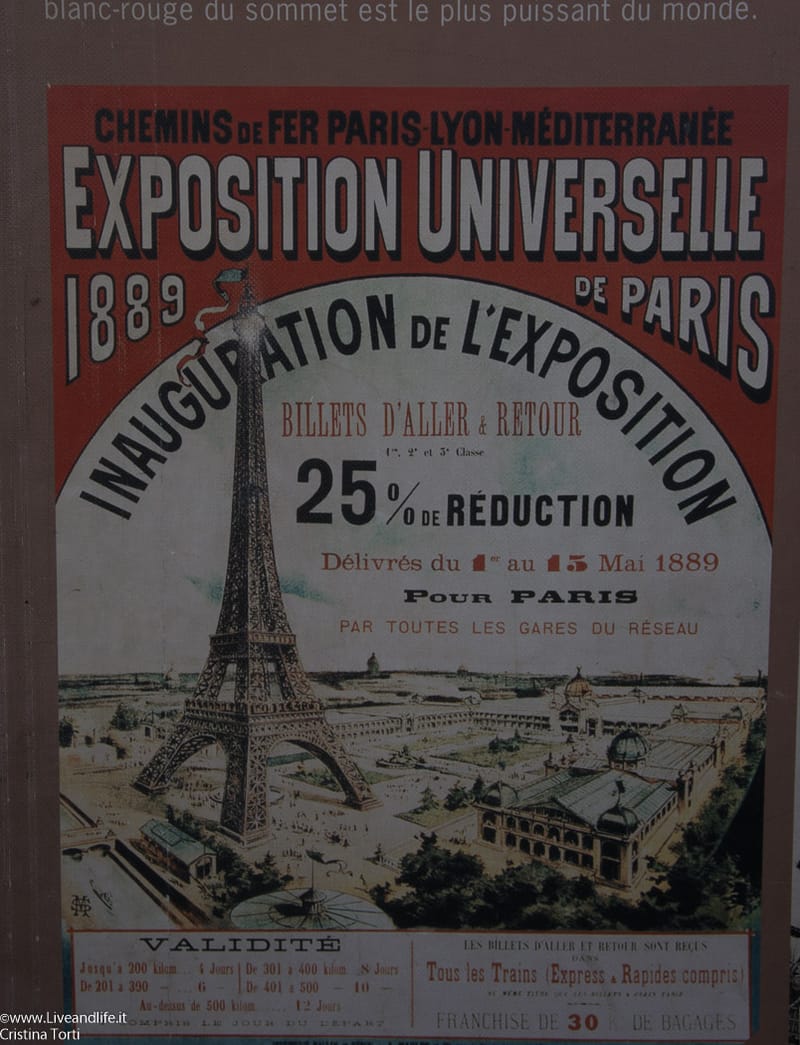 blanc-rouge du sommet est le plus puissant du monde.
CHEMINS DE FER PARIS-LYON-MÉDITERRANÉE
EXPOSITION UNIVERSELLE
1889 DE PARIS
INAUGURATION DE L'EXPOSITION
BILLETS D'ALLER & RETOUR
1re, 2e et 3e Classe
25% DE RÉDUCTION
Délivrés du 1er au 15 Mai 1889
POUR PARIS
PAR TOUTES LES GARES DU RÉSEAU
VALIDITÉ
Jusqu'à 200 kilom... 4 Jours
De 201 à 390 — ... 6 —
De 301 à 400 kilom. 8 Jours
De 401 à 500 — 10 —
Au-dessus de 500 kilom. .... 12 Jours
COMPRIS LE JOUR DU DÉPART
LES BILLETS D'ALLER ET RETOUR SONT REÇUS
DANS
Tous les Trains (Express & Rapides compris)
FRANCHISE DE 30 K. DE BAGAGES
©www.Liveandlife.it
Cristina Torti